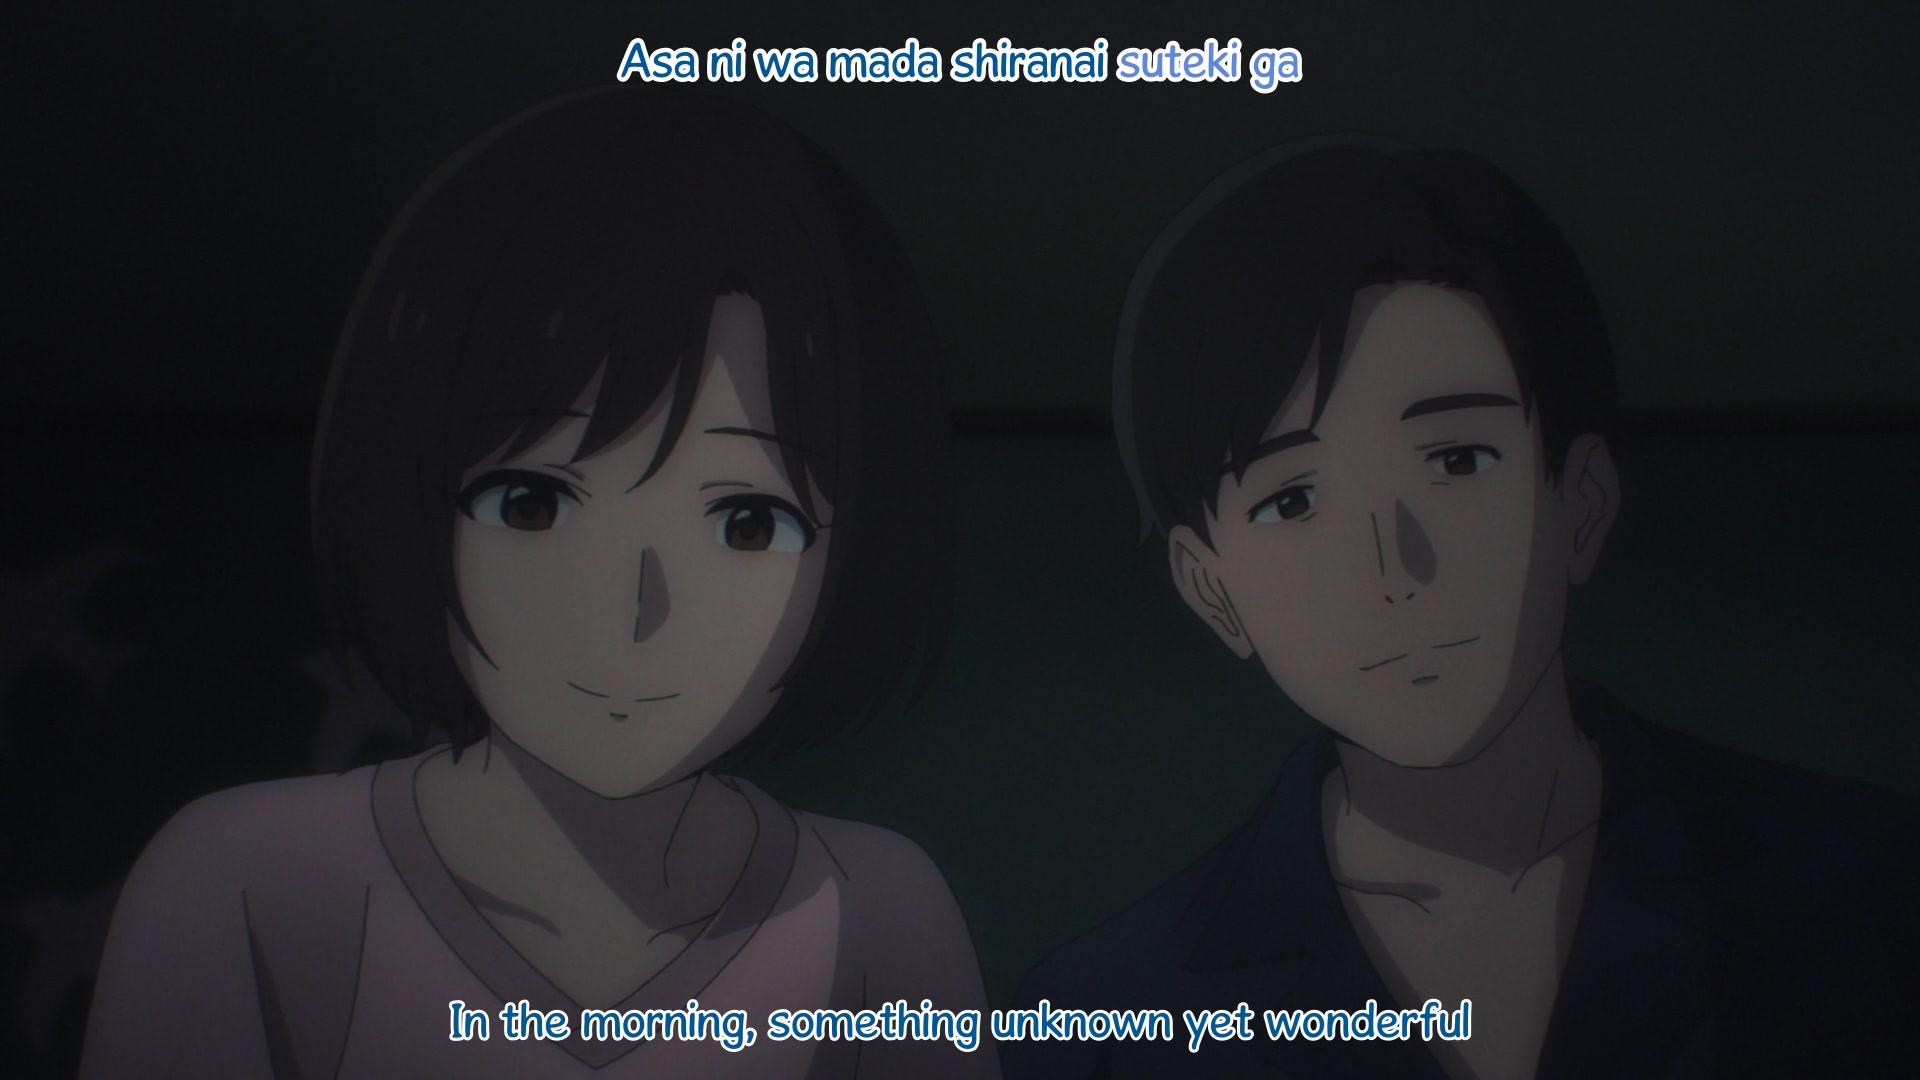 Asa ni wa mada shiranai suteki ga
In the morning, something unknown yet wonderful